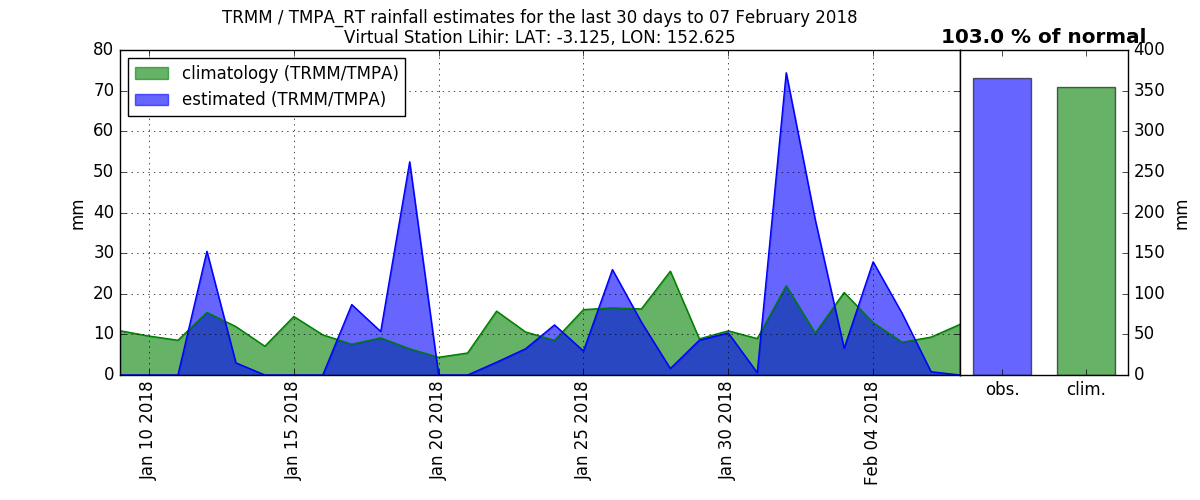 TRMM / TMPA_RT rainfall estimates for the last 30 days to 07 February 2018
Virtual Station Lihir: LAT: -3.125, LON: 152.625
103.0 % of normal
climatology (TRMM/TMPA)
estimated (TRMM/TMPA)
80
70
60
50
40
30
20
10
0
mm
Jan 10 2018
Jan 15 2018
Jan 20 2018
Jan 25 2018
Jan 30 2018
Feb 04 2018
obs.
clim.
400
350
300
250
200
150
100
50
0
mm